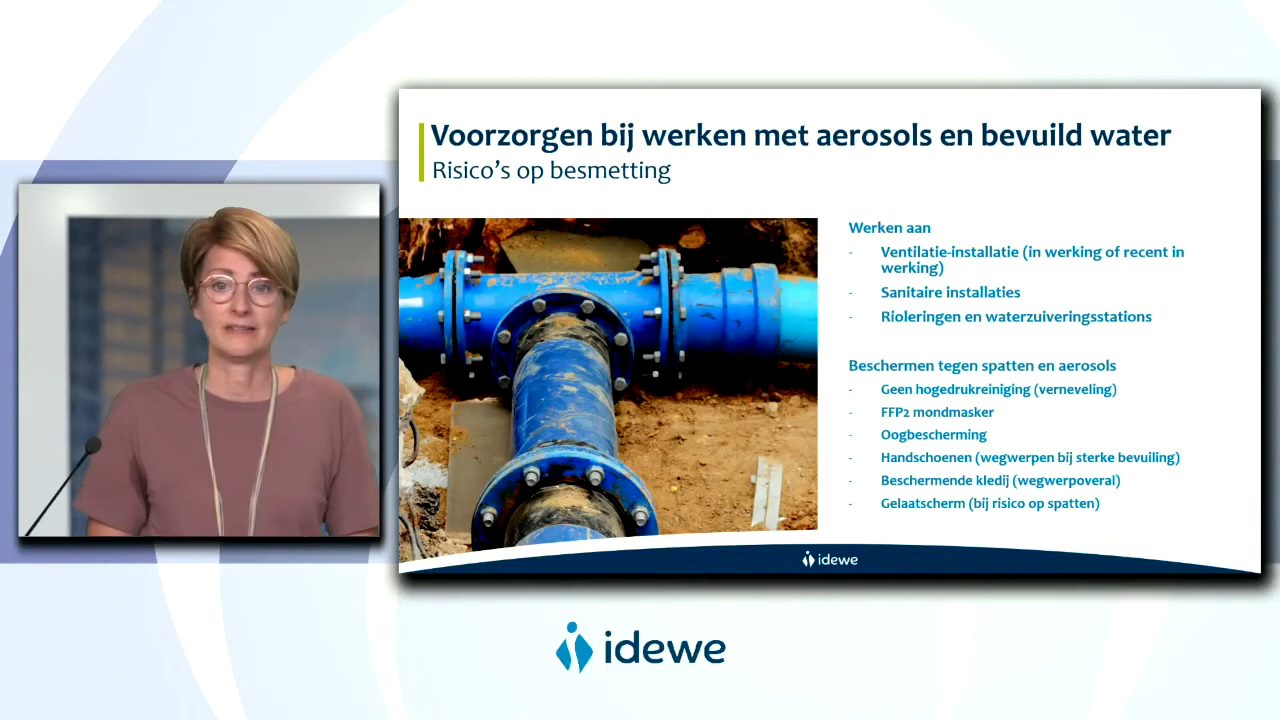 Voorzorgen bij werken met aerosols en bevuild water
Risico's op besmetting
Werken aan
- Ventilatie-installatie (in werking of recent in
werking)
- Sanitaire installaties
- Rioleringen en waterzuiveringsstations
Beschermen tegen spatten en aerosols
- Geen hogedrukreiniging (verneveling)
- FFP2 mondmasker
- Oogbescherming
- Handschoenen (wegwerpen bij sterke bevuiling)
- Beschermende kledij (wegwerpoveral)
- Gelaatscherm (bij risico op spatten)
idewe
idewe